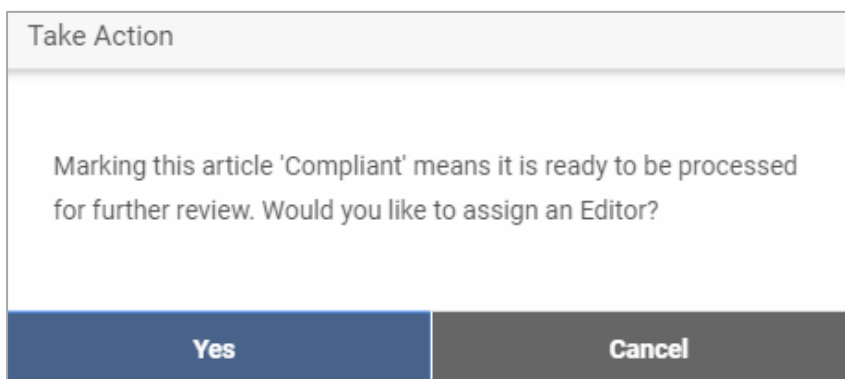 Take Action
Marking this article 'Compliant' means it is ready to be processed
for further review. Would you like to assign an Editor?
Yes
Cancel